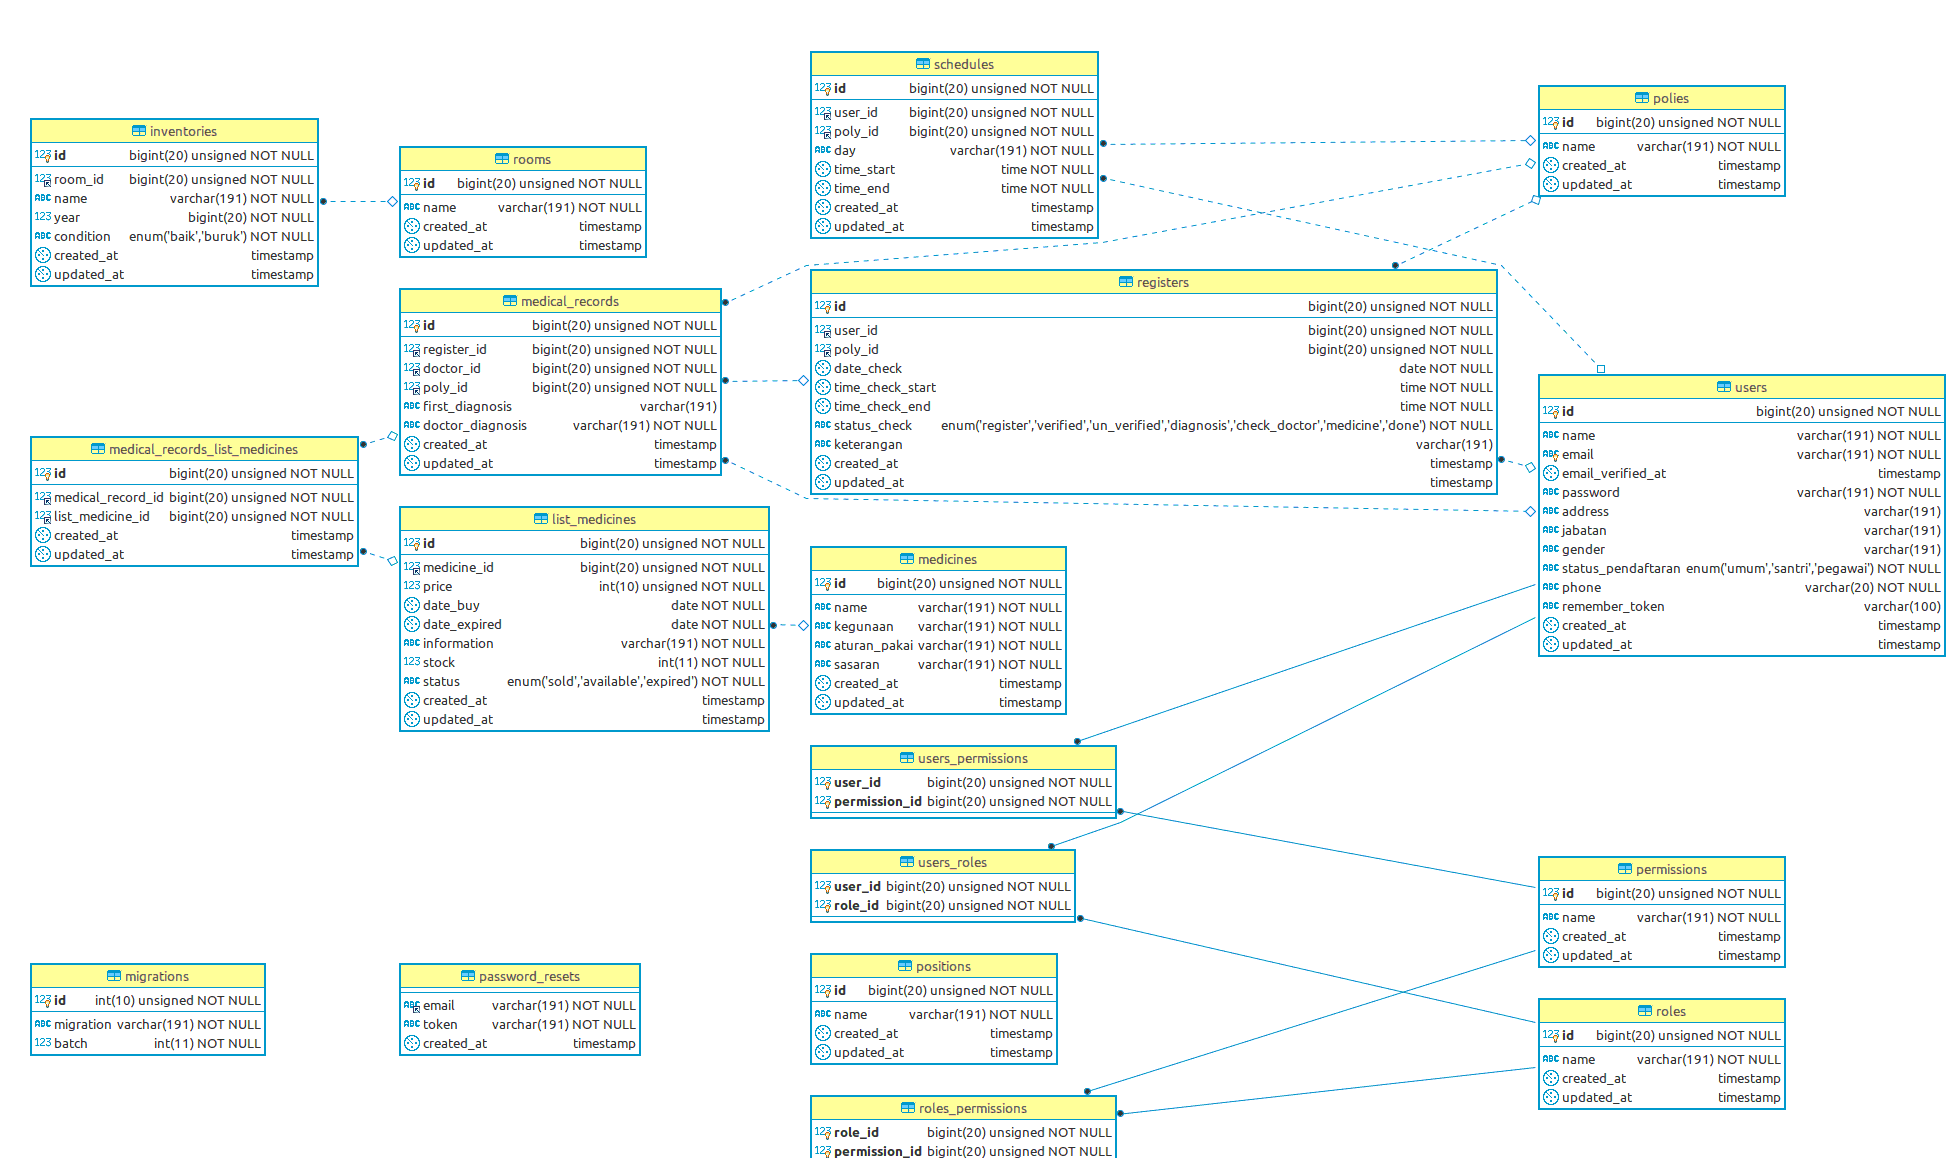 schedules
123 id bigint(20) unsigned NOT NULL
123 user_id bigint(20) unsigned NOT NULL
123 poly_id bigint(20) unsigned NOT NULL
ABC day varchar(191) NOT NULL
time_start time NOT NULL
time_end time NOT NULL
created_at timestamp
updated_at timestamp
polies
123 id bigint(20) unsigned NOT NULL
ABC name varchar(191) NOT NULL
created_at timestamp
updated_at timestamp
inventories
123 id bigint(20) unsigned NOT NULL
123 room_id bigint(20) unsigned NOT NULL
ABC name varchar(191) NOT NULL
123 year bigint(20) NOT NULL
ABC condition enum('baik','buruk') NOT NULL
created_at timestamp
updated_at timestamp
rooms
123 id bigint(20) unsigned NOT NULL
ABC name varchar(191) NOT NULL
created_at timestamp
updated_at timestamp
medical_records
123 id bigint(20) unsigned NOT NULL
123 register_id bigint(20) unsigned NOT NULL
123 doctor_id bigint(20) unsigned NOT NULL
123 poly_id bigint(20) unsigned NOT NULL
ABC first_diagnosis varchar(191)
ABC doctor_diagnosis varchar(191) NOT NULL
created_at timestamp
updated_at timestamp
registers
123 id bigint(20) unsigned NOT NULL
123 user_id bigint(20) unsigned NOT NULL
123 poly_id bigint(20) unsigned NOT NULL
date_check date NOT NULL
time_check_start time NOT NULL
time_check_end time NOT NULL
ABC status_check enum('register','verified','un_verified','diagnosis','check_doctor','medicine','done') NOT NULL
ABC keterangan varchar(191)
created_at timestamp
updated_at timestamp
users
123 id bigint(20) unsigned NOT NULL
ABC name varchar(191) NOT NULL
ABC email varchar(191) NOT NULL
email_verified_at timestamp
ABC password varchar(191) NOT NULL
ABC address varchar(191)
ABC jabatan varchar(191)
ABC gender varchar(191)
ABC status_pendaftaran enum('umum','santri','pegawai') NOT NULL
ABC phone varchar(20) NOT NULL
ABC remember_token varchar(100)
created_at timestamp
updated_at timestamp
medical_records_list_medicines
123 id bigint(20) unsigned NOT NULL
123 medical_record_id bigint(20) unsigned NOT NULL
123 list_medicine_id bigint(20) unsigned NOT NULL
created_at timestamp
updated_at timestamp
list_medicines
123 id bigint(20) unsigned NOT NULL
123 medicine_id bigint(20) unsigned NOT NULL
123 price int(10) unsigned NOT NULL
date_buy date NOT NULL
date_expired date NOT NULL
ABC information varchar(191) NOT NULL
123 stock int(11) NOT NULL
ABC status enum('sold','available','expired') NOT NULL
created_at timestamp
updated_at timestamp
medicines
123 id bigint(20) unsigned NOT NULL
ABC name varchar(191) NOT NULL
ABC kegunaan varchar(191) NOT NULL
ABC aturan_pakai varchar(191) NOT NULL
ABC sasaran varchar(191) NOT NULL
created_at timestamp
updated_at timestamp
users_permissions
123 user_id bigint(20) unsigned NOT NULL
123 permission_id bigint(20) unsigned NOT NULL
users_roles
123 user_id bigint(20) unsigned NOT NULL
123 role_id bigint(20) unsigned NOT NULL
permissions
123 id bigint(20) unsigned NOT NULL
ABC name varchar(191) NOT NULL
created_at timestamp
updated_at timestamp
migrations
123 id int(10) unsigned NOT NULL
ABC migration varchar(191) NOT NULL
123 batch int(11) NOT NULL
password_resets
ABC email varchar(191) NOT NULL
ABC token varchar(191) NOT NULL
created_at timestamp
positions
123 id bigint(20) unsigned NOT NULL
ABC name varchar(191) NOT NULL
created_at timestamp
updated_at timestamp
roles
123 id bigint(20) unsigned NOT NULL
ABC name varchar(191) NOT NULL
created_at timestamp
updated_at timestamp
roles_permissions
123 role_id bigint(20) unsigned NOT NULL
123 permission_id bigint(20) unsigned NOT NULL